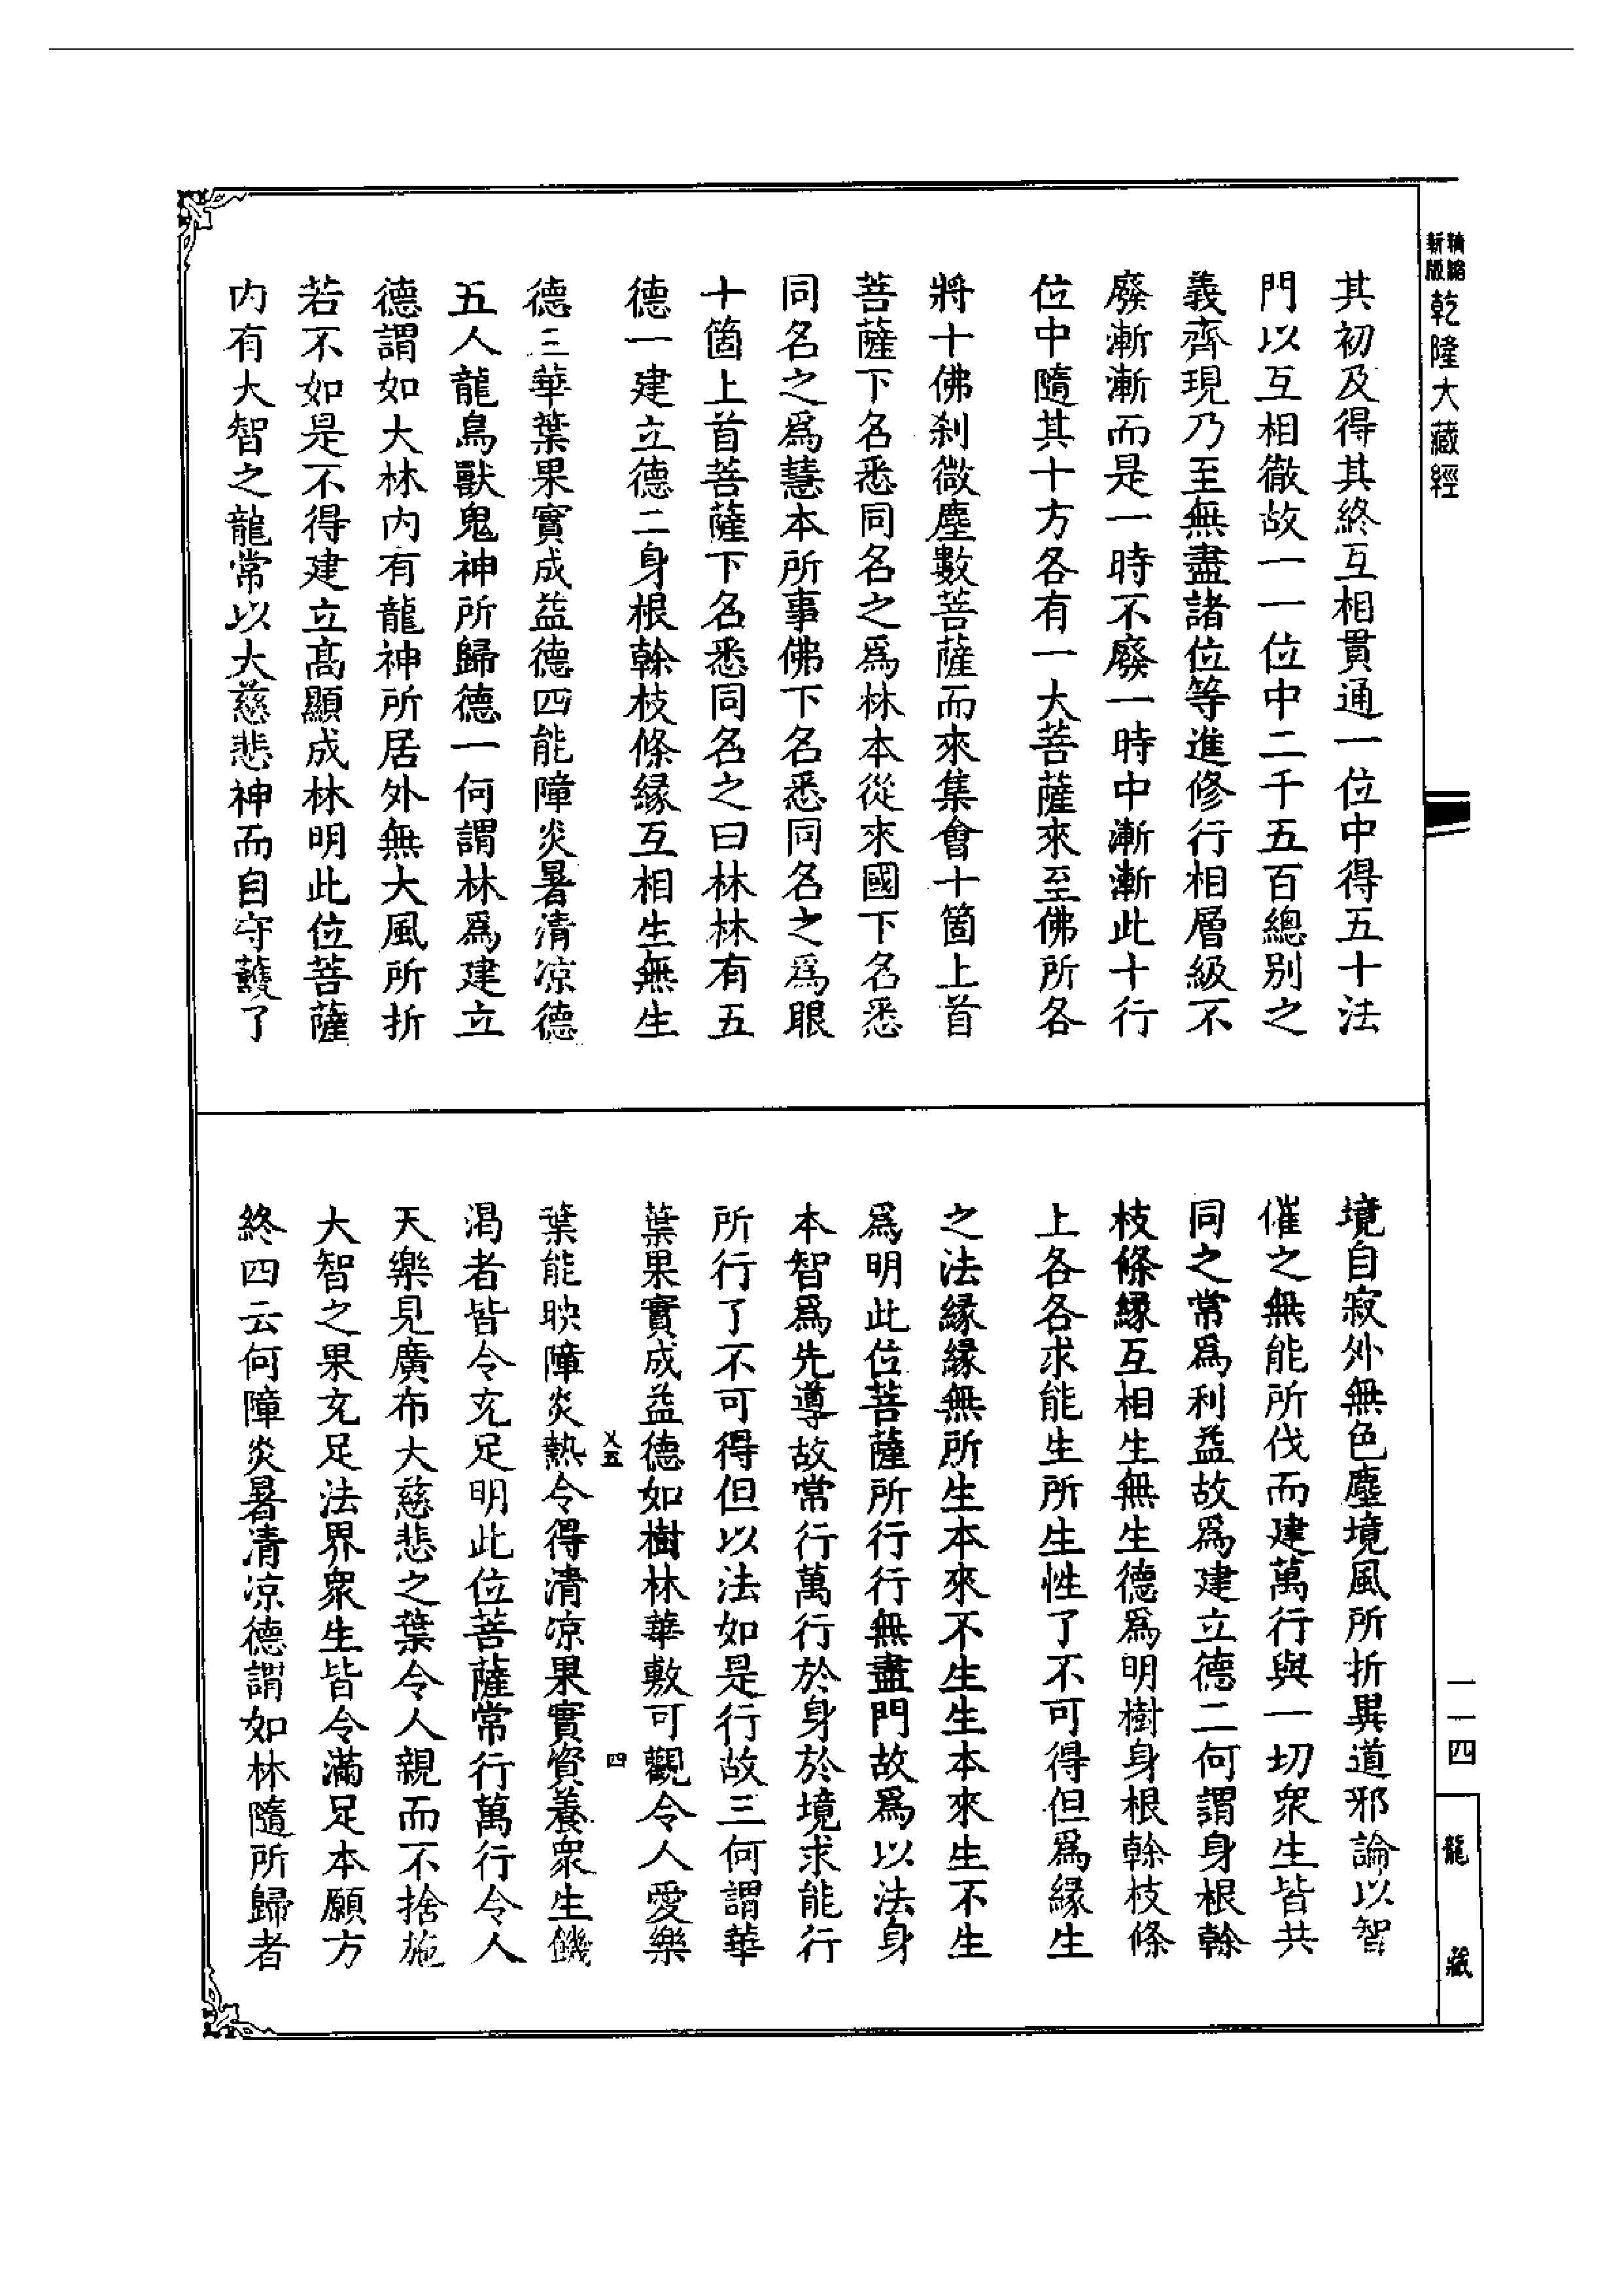 精縮
新版
乾隆大藏經
其初及得其終互相貫通一位中得五十法
門以互相徹故一一位中二千五百總别之
義齊現乃至無盡諸位等進修行相層級不
廢漸漸而是一時不廢一時中漸漸此十行
位中隨其十方各有一大菩薩來至佛所各
將十佛刹微塵數菩薩而來集會十箇上首
菩薩下名悉同名之爲林本從來國下名悉
同名之爲慧本所事佛下名悉同名之爲眼
十箇上首菩薩下名悉同名之曰林林有五
德一建立德二身根幹枝條縁互相生無生
德三華葉果實成益德四能障炎暑清凉德
五人龍鳥獸鬼神所歸德一何謂林爲建立
德謂如大林内有龍神所居外無大風所折
若不如是不得建立髙顯成林明此位菩薩
内有大智之龍常以大慈悲神而自守護了
境自寂外無色塵境風所折異道邪論以智
催之無能所伐而建萬行與一切衆生皆共
同之常爲利益故爲建立德二何謂身根幹
枝條縁互相生無生德爲明樹身根幹枝條
上各各求能生所生性了不可得但爲縁生
之法縁縁無所生本來不生生本來生不生
爲明此位菩薩所行行無盡門故爲以法身
本智爲先導故常行萬行於身於境求能行
所行了不可得但以法如是行故三何謂華
葉果實成益德如樹林華敷可觀令人愛樂
㐅五
四
葉能映障炎熱令得清凉果實資養衆生饑
渴者皆令充足明此位菩薩常行萬行令人
天樂見廣布大慈悲之葉令人親而不捨施
大智之果充足法界衆生皆令滿足本願方
終四云何障炎暑清凉德謂如林隨所歸者
一一四
龍藏